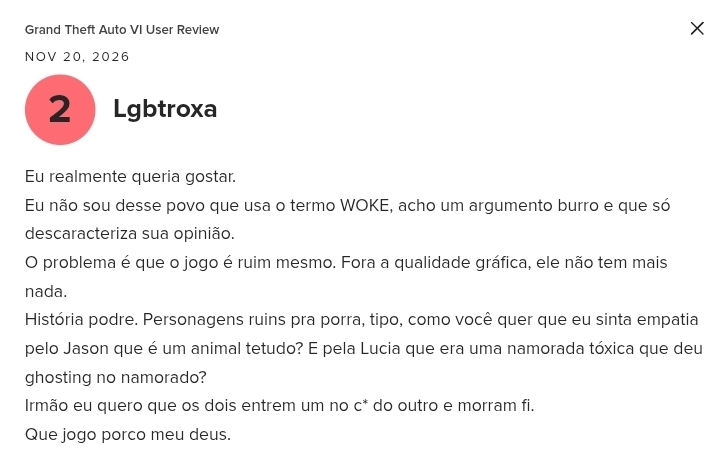 Grand Theft Auto VI User Review
NOV 20, 2026
2 Lgbtroxa
Eu realmente queria gostar.
Eu não sou desse povo que usa o termo WOKE, acho um argumento burro e que só
descaracteriza sua opinião.
O problema é que o jogo é ruim mesmo. Fora a qualidade gráfica, ele não tem mais
nada.
História podre. Personagens ruins pra porra, tipo, como você quer que eu sinta empatia
pelo Jason que é um animal tetudo? E pela Lucia que era uma namorada tóxica que deu
ghosting no namorado?
Irmão eu quero que os dois entrem um no c* do outro e morram fi.
Que jogo porco meu deus.